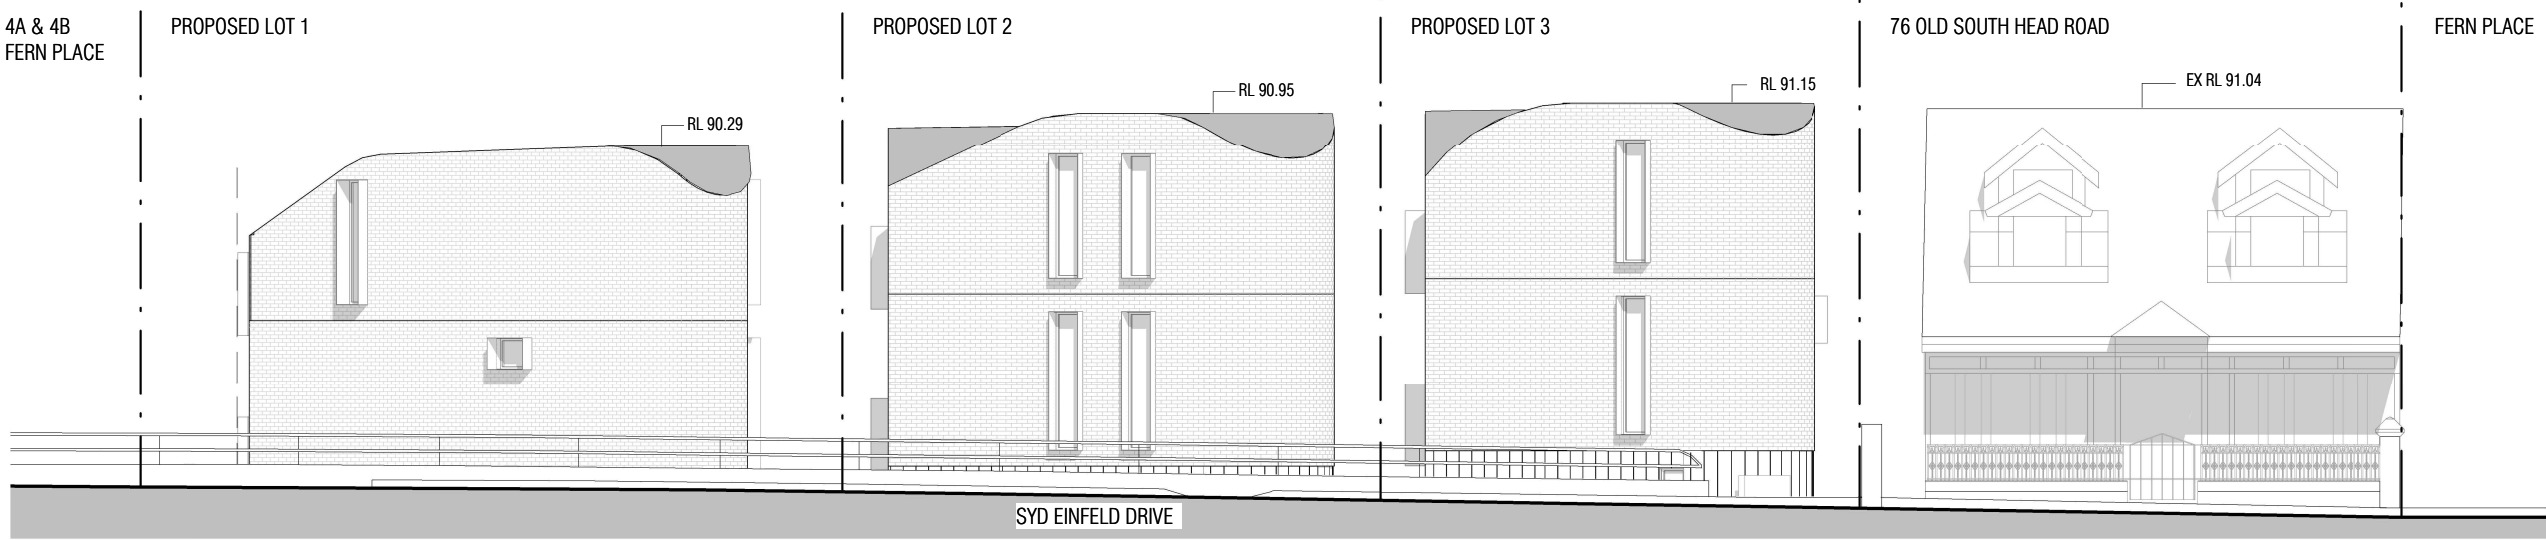 4A & 4B
FERN PLACE
PROPOSED LOT 1
PROPOSED LOT 2
PROPOSED LOT 3
76 OLD SOUTH HEAD ROAD
FERN PLACE
RL 90.29
RL 90.95
RL 91.15
EX RL 91.04
SYD EINFELD DRIVE